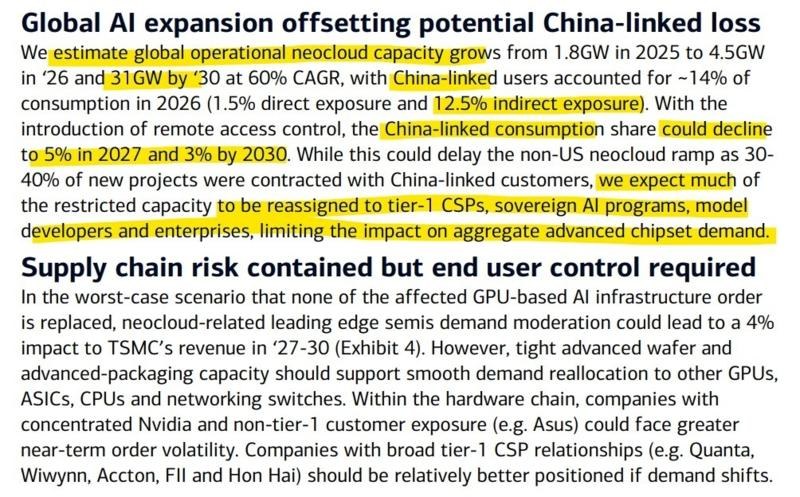 Global AI expansion offsetting potential China-linked loss
We estimate global operational neocloud capacity grows from 1.8GW in 2025 to 4.5GW
in ‘26 and 31GW by ‘30 at 60% CAGR, with China-linked users accounted for ~14% of
consumption in 2026 (1.5% direct exposure and 12.5% indirect exposure). With the
introduction of remote access control, the China-linked consumption share could decline
to 5% in 2027 and 3% by 2030. While this could delay the non-US neocloud ramp as 30-
40% of new projects were contracted with China-linked customers, we expect much of
the restricted capacity to be reassigned to tier-1 CSPs, sovereign AI programs, model
developers and enterprises, limiting the impact on aggregate advanced chipset demand.
Supply chain risk contained but end user control required
In the worst-case scenario that none of the affected GPU-based AI infrastructure order
is replaced, neocloud-related leading edge semis demand moderation could lead to a 4%
impact to TSMC’s revenue in ‘27-30 (Exhibit 4). However, tight advanced wafer and
advanced-packaging capacity should support smooth demand reallocation to other GPUs,
ASICs, CPUs and networking switches. Within the hardware chain, companies with
concentrated Nvidia and non-tier-1 customer exposure (e.g. Asus) could face greater
near-term order volatility. Companies with broad tier-1 CSP relationships (e.g. Quanta,
Wiwynn, Accton, FII and Hon Hai) should be relatively better positioned if demand shifts.